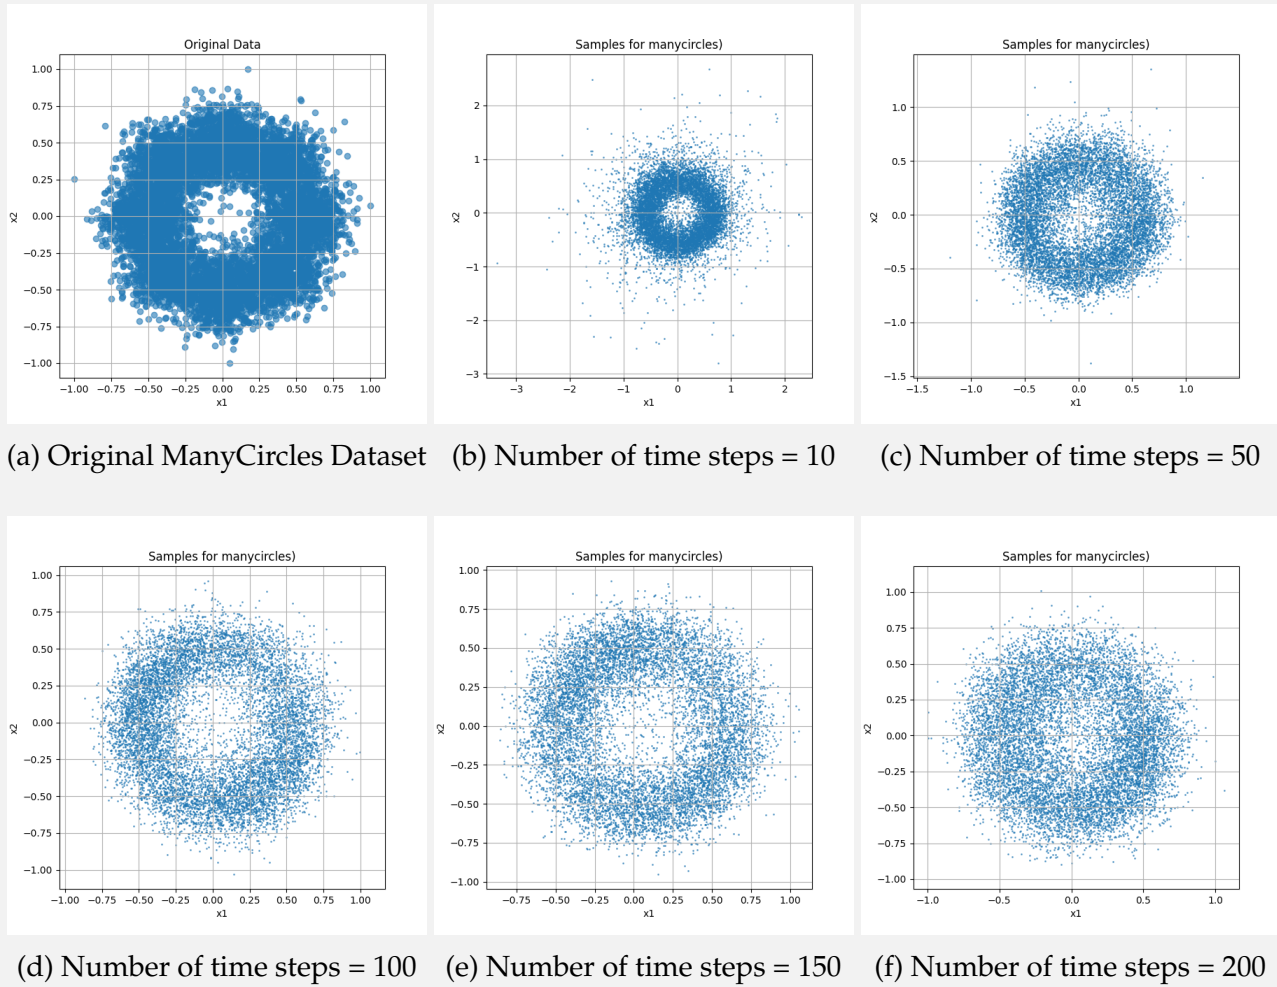 Original Data
Samples for manycircles)
Samples for manycircles)
x2
1.00
0.75
0.50
0.25
0.00
−0.25
−0.50
−0.75
−1.00
−1.00 −0.75 −0.50 −0.25 0.00 0.25 0.50 0.75 1.00
x1
x2
2
1
0
−1
−2
−3
−3 −2 −1 0 1 2
x1
x2
1.0
0.5
0.0
−0.5
−1.0
−1.5
−1.5 −1.0 −0.5 0.0 0.5 1.0
x1
(a) Original ManyCircles Dataset
(b) Number of time steps = 10
(c) Number of time steps = 50
Samples for manycircles)
Samples for manycircles)
Samples for manycircles)
x2
1.00
0.75
0.50
0.25
0.00
−0.25
−0.50
−0.75
−1.00
−1.00 −0.75 −0.50 −0.25 0.00 0.25 0.50 0.75 1.00
x1
x2
1.00
0.75
0.50
0.25
0.00
−0.25
−0.50
−0.75
−1.00
−0.75 −0.50 −0.25 0.00 0.25 0.50 0.75 1.00
x1
x2
1.00
0.75
0.50
0.25
0.00
−0.25
−0.50
−0.75
−1.00
−1.0 −0.5 0.0 0.5 1.0
x1
(d) Number of time steps = 100
(e) Number of time steps = 150
(f) Number of time steps = 200